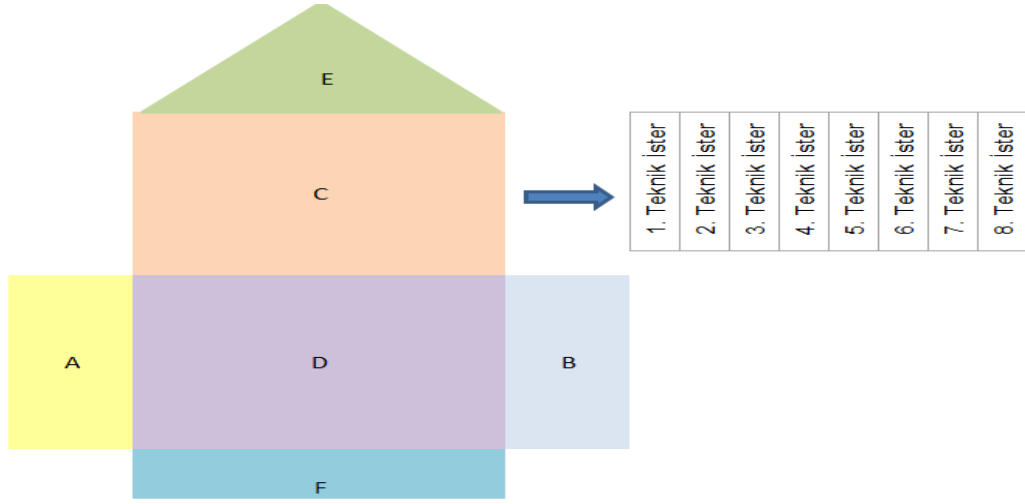 E
C
1. Teknik İster
2. Teknik İster
3. Teknik İster
4. Teknik İster
5. Teknik İster
6. Teknik İster
7. Teknik İster
8. Teknik İster
A
D
B
F